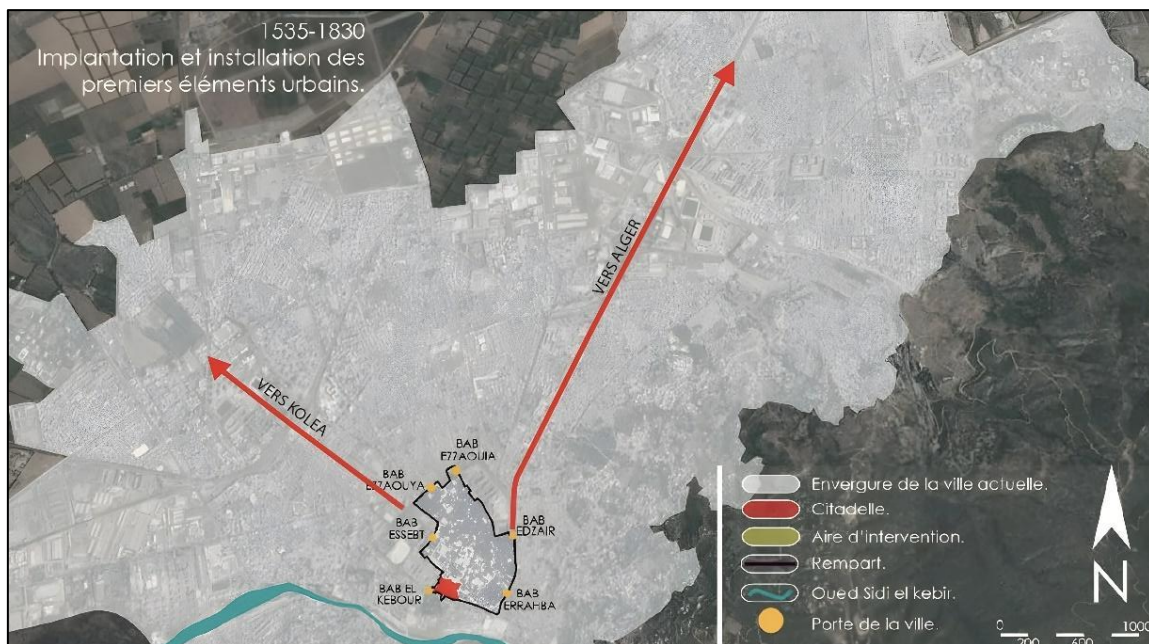 1535-1830
Implantation et installation des
premiers éléments urbains.
VERS ALGER
VERS KOLEA
BAB
EZZAOUIA
BAB
EZZAOUYA
BAB
ESSEBT
BAB
EDZAIR
BAB EL
KEBOUR
BAB
ERRAHBA
Envergure de la ville actuelle.
Citadelle.
Aire d'intervention.
Rempart.
Oued Sidi el kebir.
Porte de la ville.
N
0 200 600 1000